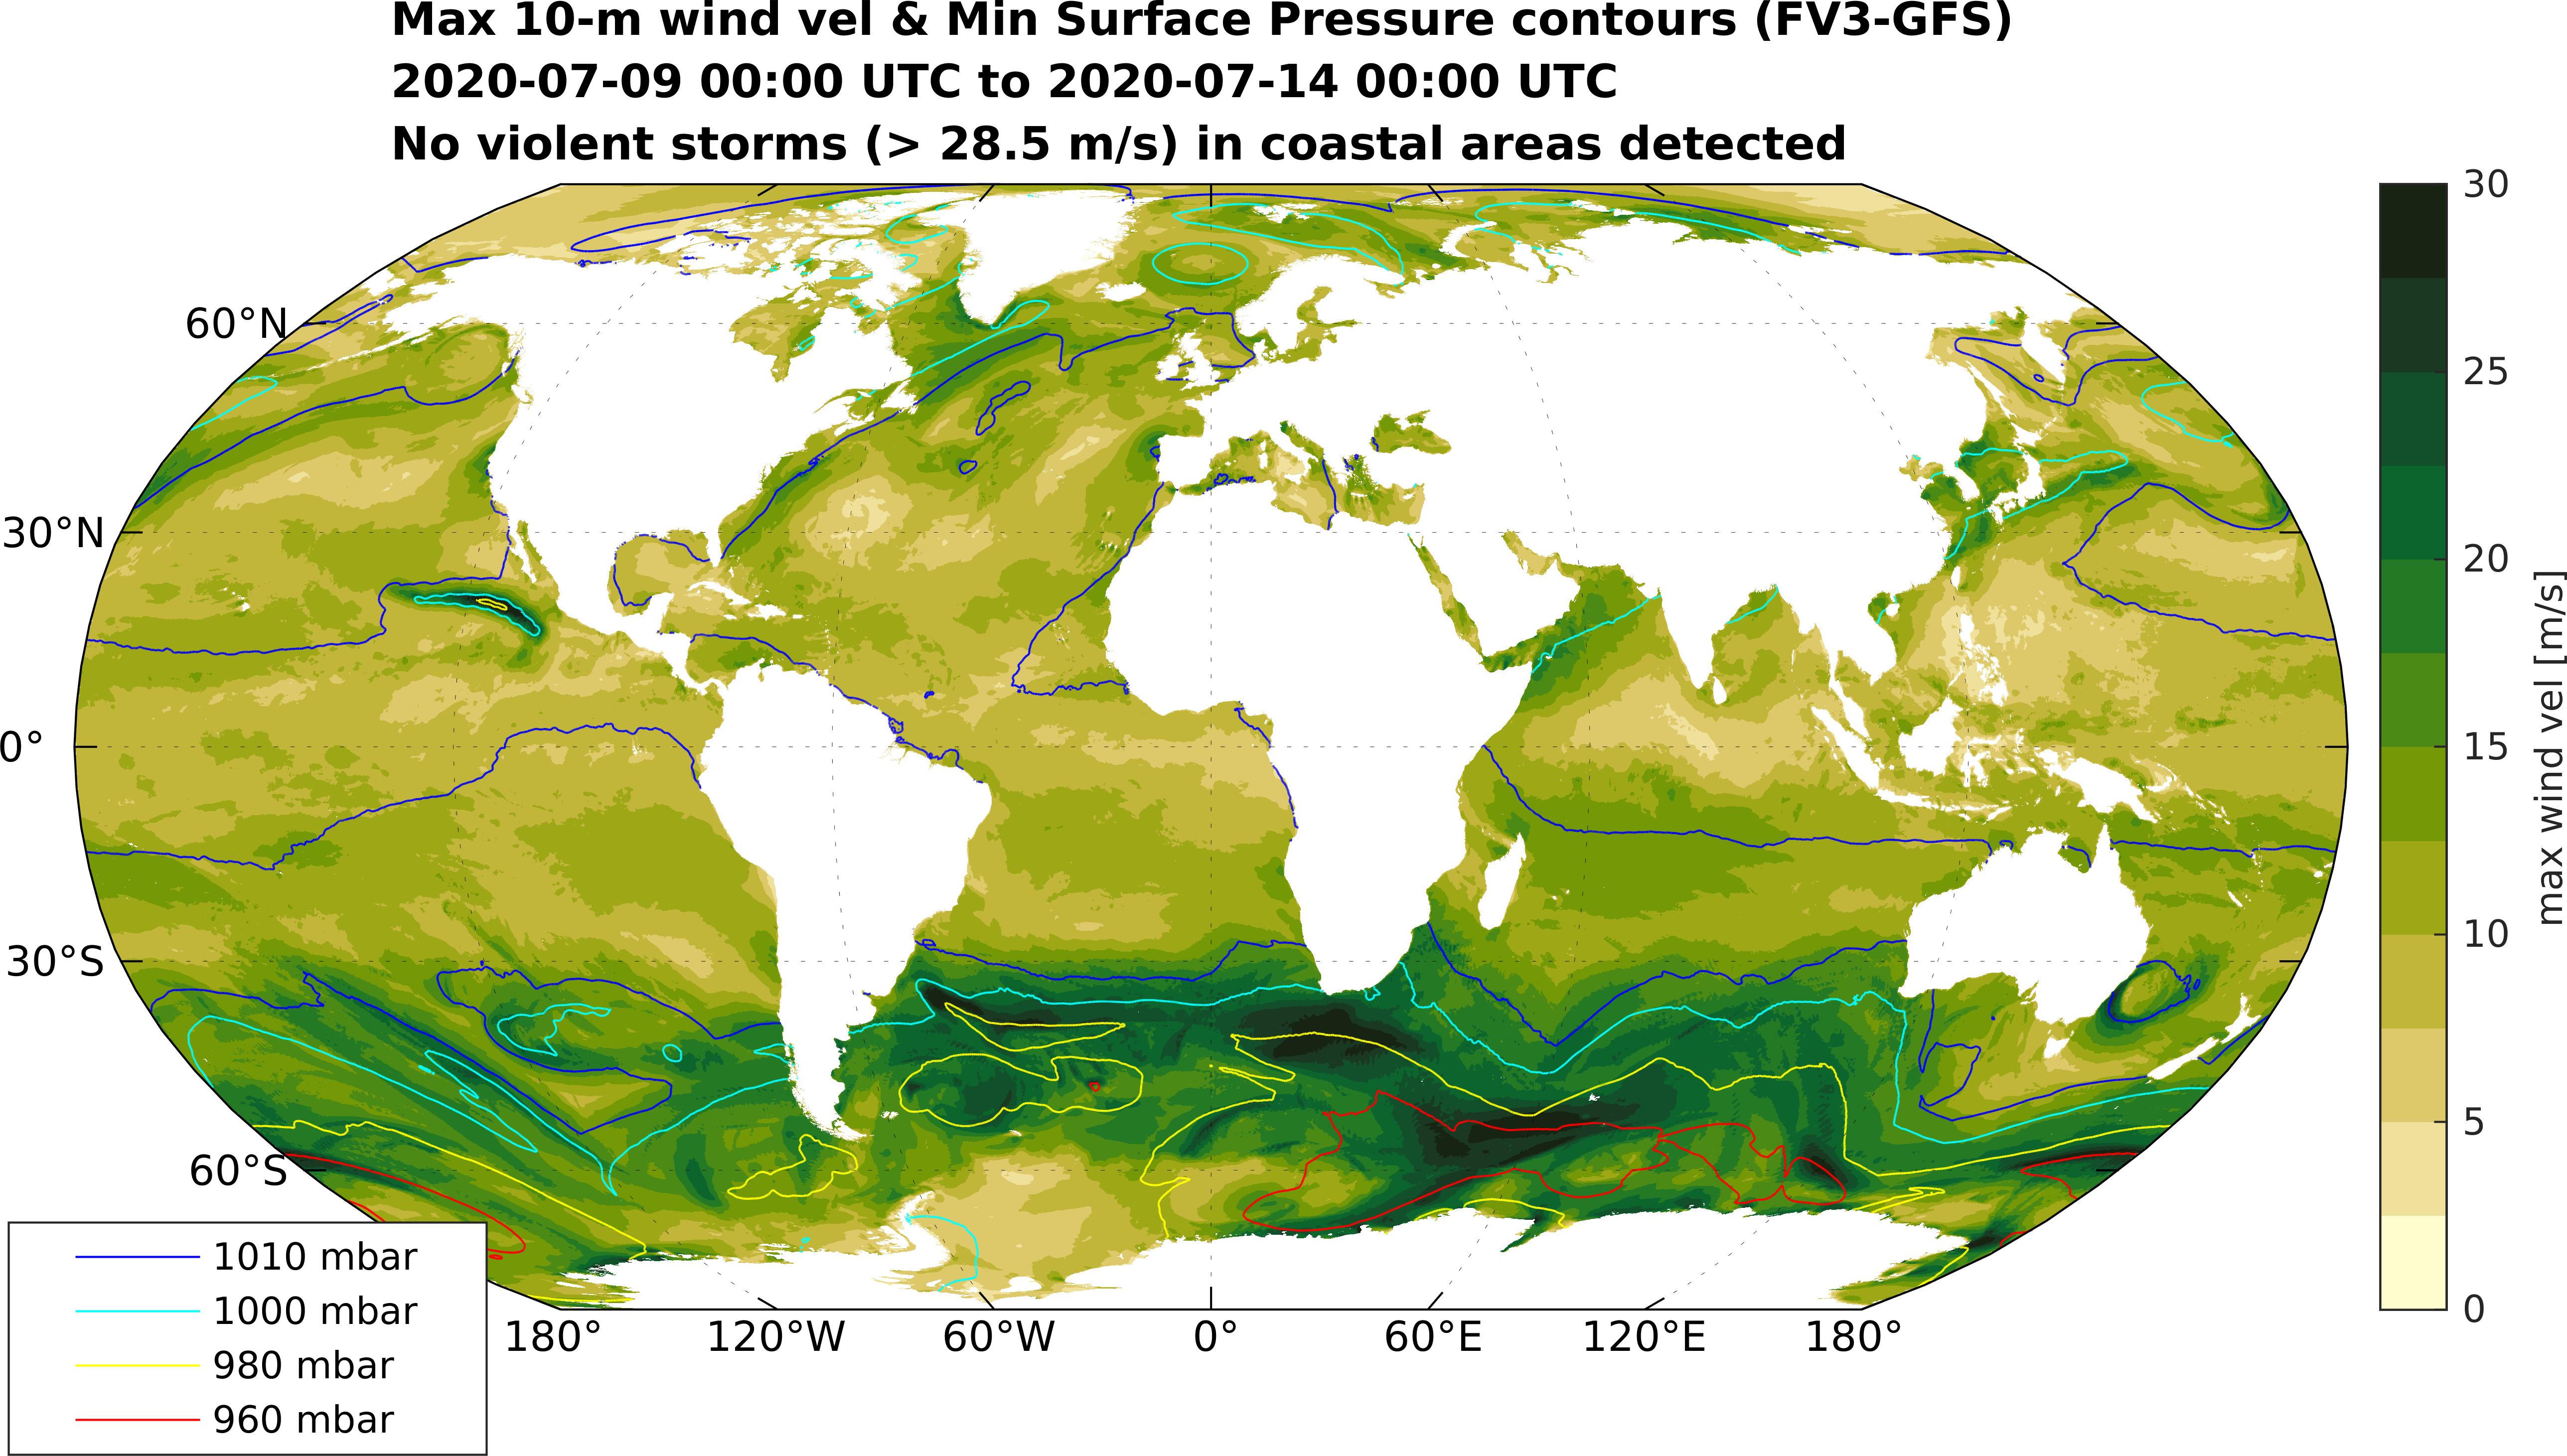 Max 10-m wind vel & Min Surface Pressure contours (FV3-GFS)
2020-07-09 00:00 UTC to 2020-07-14 00:00 UTC
No violent storms (> 28.5 m/s) in coastal areas detected
60°N
30°N
0°
30°S
60°S
180°
120°W
60°W
0°
60°E
120°E
180°
30
25
20
15
10
5
0
max wind vel [m/s]
1010 mbar
1000 mbar
980 mbar
960 mbar